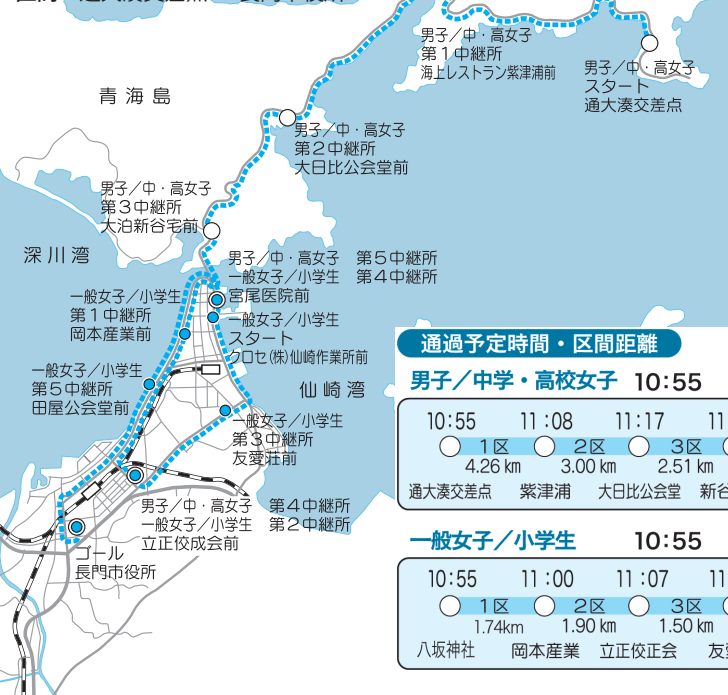 男子／中・高女子
第１中継所
海上レストラン紫津浦前
男子／中・高女子
スタート
通大湊交差点
青海島
男子／中・高女子
第２中継所
大日比公会堂前
男子／中・高女子
第３中継所
大泊新谷宅前
深川湾
男子／中・高女子　第５中継所
一般女子／小学生　第４中継所
宮尾医院前
一般女子／小学生
第１中継所
岡本産業前
一般女子／小学生
スタート
クロセ㈱仙崎作業所前
一般女子／小学生
第５中継所
田屋公会堂前
仙崎湾
一般女子／小学生
第３中継所
友愛荘前
男子／中・高女子　第４中継所
一般女子／小学生　第２中継所
立正佼成会前
ゴール
長門市役所
通過予定時間・区間距離
男子／中学・高校女子 10:55
10:55 11:08 11:17 11
1区 2区 3区
4.26 km 3.00 km 2.51 km
通大湊交差点 紫津浦 大日比公会堂 新谷
一般女子／小学生 10:55
10:55 11:00 11:07 11
1区 2区 3区
1.74km 1.90 km 1.50 km
八坂神社 岡本産業 立正佼正会 友